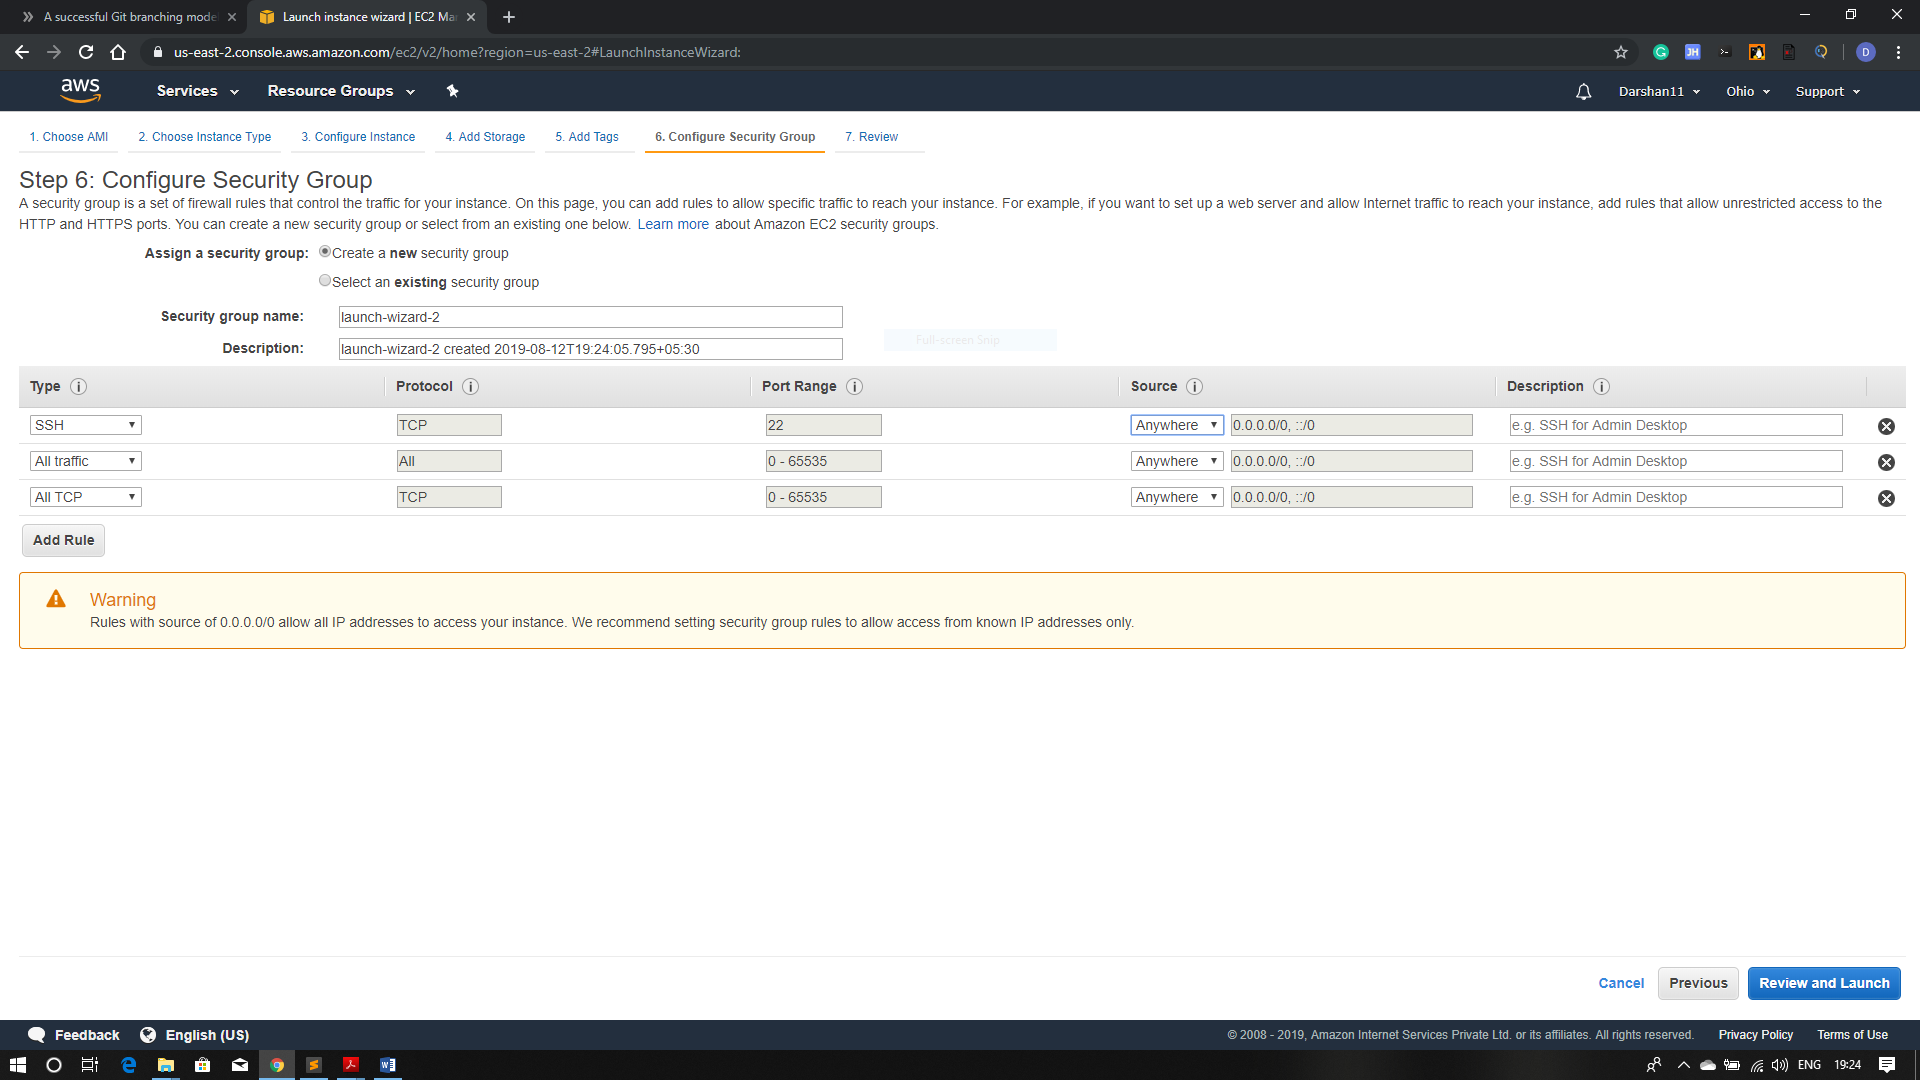 A successful Git branching mode
Launch instance wizard | EC2 Ma
us-east-2.console.aws.amazon.com/ec2/v2/home?region=us-east-2#LaunchInstanceWizard:
G JH D
aws Services Resource Groups Darshan11 Ohio Support
1. Choose AMI 2. Choose Instance Type 3. Configure Instance 4. Add Storage 5. Add Tags 6. Configure Security Group 7. Review
Step 6: Configure Security Group
A security group is a set of firewall rules that control the traffic for your instance. On this page, you can add rules to allow specific traffic to reach your instance. For example, if you want to set up a web server and allow Internet traffic to reach your instance, add rules that allow unrestricted access to the
HTTP and HTTPS ports. You can create a new security group or select from an existing one below. Learn more about Amazon EC2 security groups.
Assign a security group: Create a new security group
Select an existing security group
Security group name: launch-wizard-2
Full-screen Snip
Description: launch-wizard-2 created 2019-08-12T19:24:05.795+05:30
Type i Protocol i Port Range i Source i Description i
SSH TCP 22 Anywhere 0.0.0.0/0, ::/0 e.g. SSH for Admin Desktop
All traffic All 0 - 65535 Anywhere 0.0.0.0/0, ::/0 e.g. SSH for Admin Desktop
All TCP TCP 0 - 65535 Anywhere 0.0.0.0/0, ::/0 e.g. SSH for Admin Desktop
Add Rule
Warning
Rules with source of 0.0.0.0/0 allow all IP addresses to access your instance. We recommend setting security group rules to allow access from known IP addresses only.
Cancel Previous Review and Launch
Feedback English (US) © 2008 - 2019, Amazon Internet Services Private Ltd. or its affiliates. All rights reserved. Privacy Policy Terms of Use
ENG 19:24